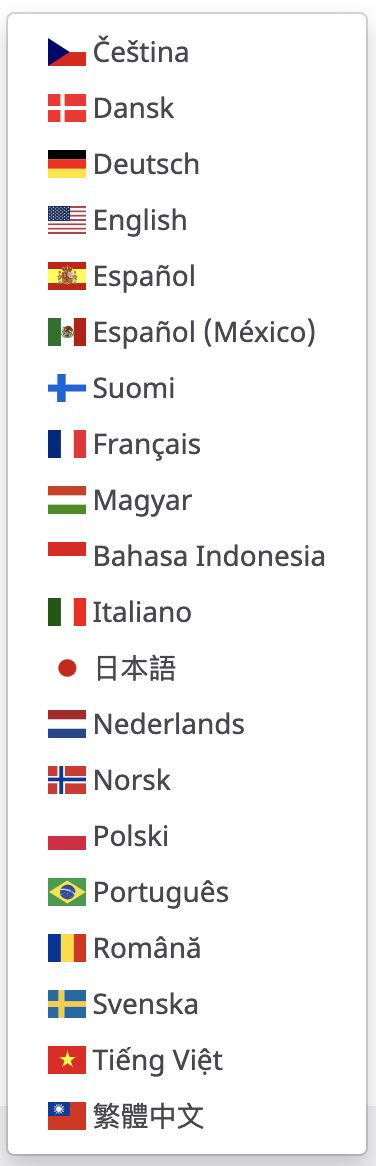 Čeština
Dansk
Deutsch
English
Español
Español (México)
Suomi
Français
Magyar
Bahasa Indonesia
Italiano
日本語
Nederlands
Norsk
Polski
Português
Română
Svenska
Tiếng Việt
繁體中文